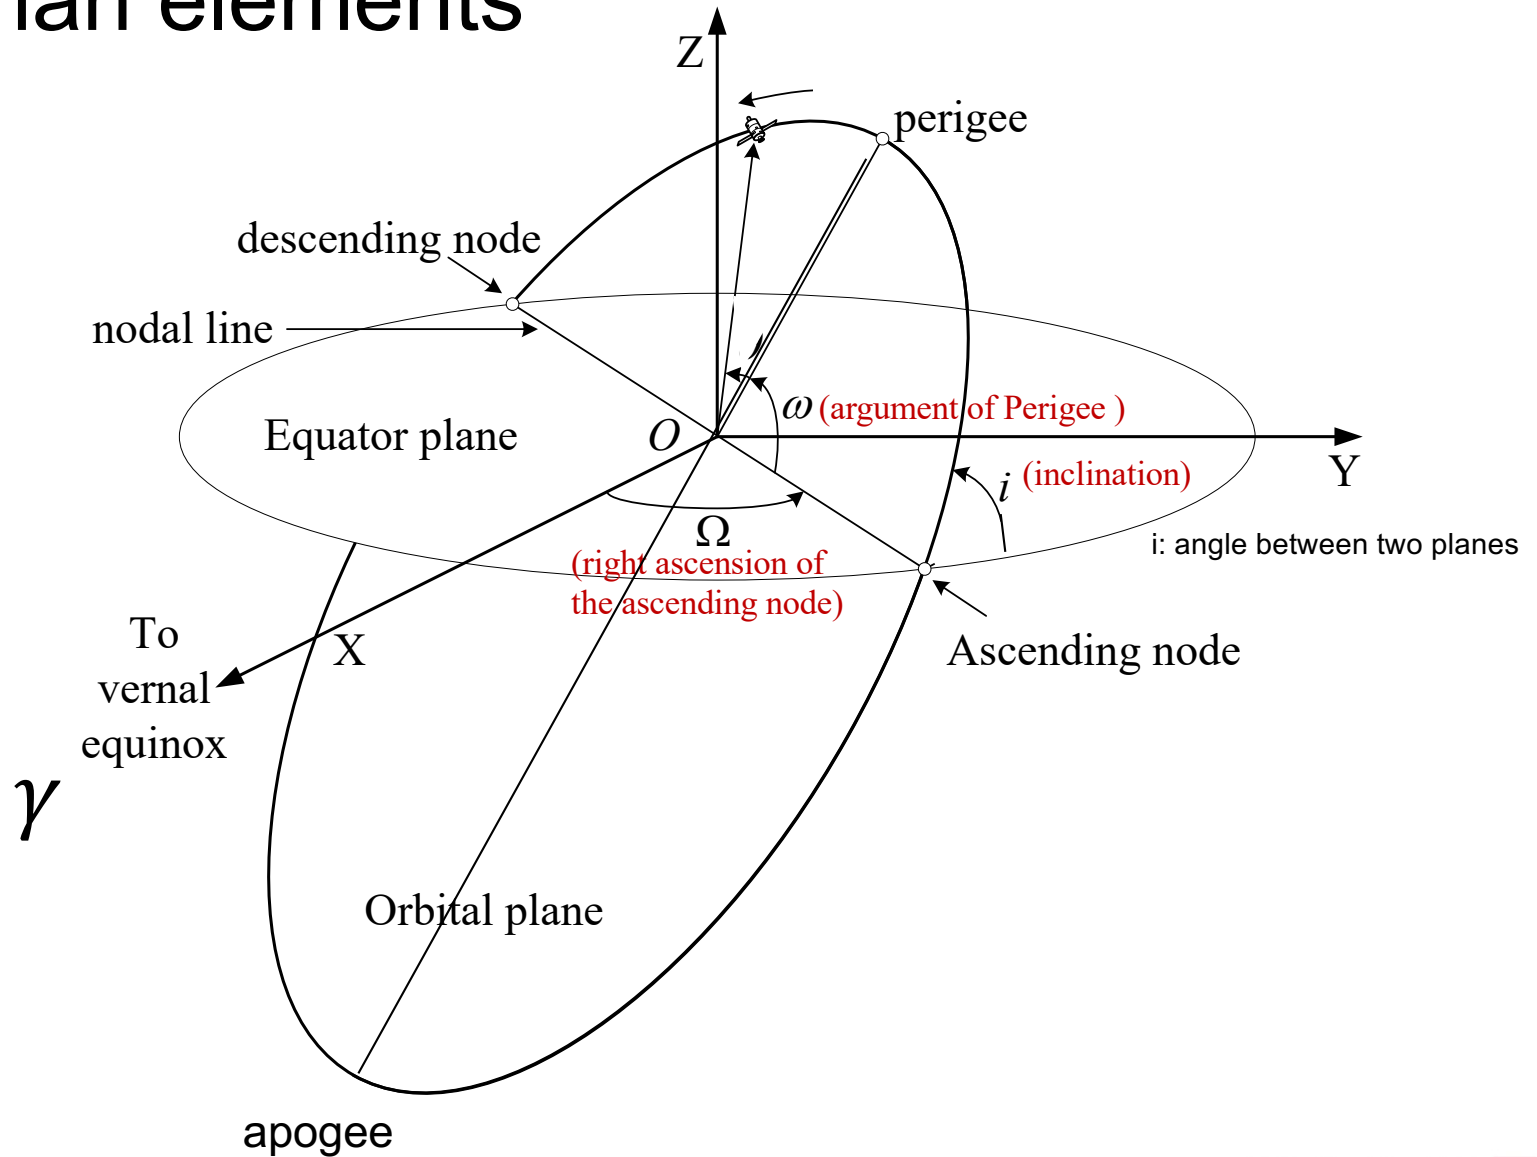 ian elements
Z
perigee
descending node
nodal line
ω (argument of Perigee )
Equator plane
O
Y
i (inclination)
Ω
i: angle between two planes
(right ascension of
the ascending node)
To
vernal
equinox
X
Ascending node
γ
Orbital plane
apogee